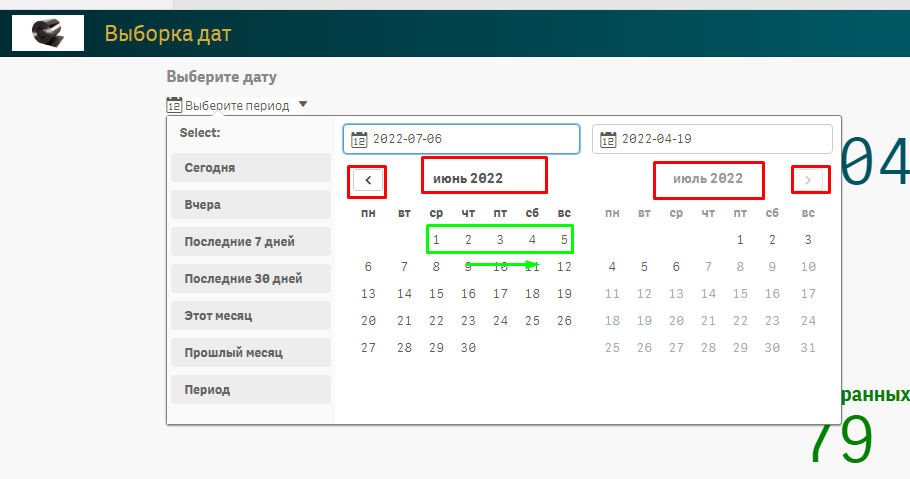 Выборка дат
Выберите дату
12 Выберите период
Select:
12 2022-07-06
12 2022-04-19
04
Сегодня
Вчера
Последние 7 дней
Последние 30 дней
Этот месяц
Прошлый месяц
Период
июнь 2022
пн вт ср чт пт сб вс
1 2 3 4 5
6 7 8 9 10 11 12
13 14 15 16 17 18 19
20 21 22 23 24 25 26
27 28 29 30
июль 2022
пн вт ср чт пт сб вс
1 2 3
4 5 6 7 8 9 10
11 12 13 14 15 16 17
18 19 20 21 22 23 24
25 26 27 28 29 30 31
ранных
79